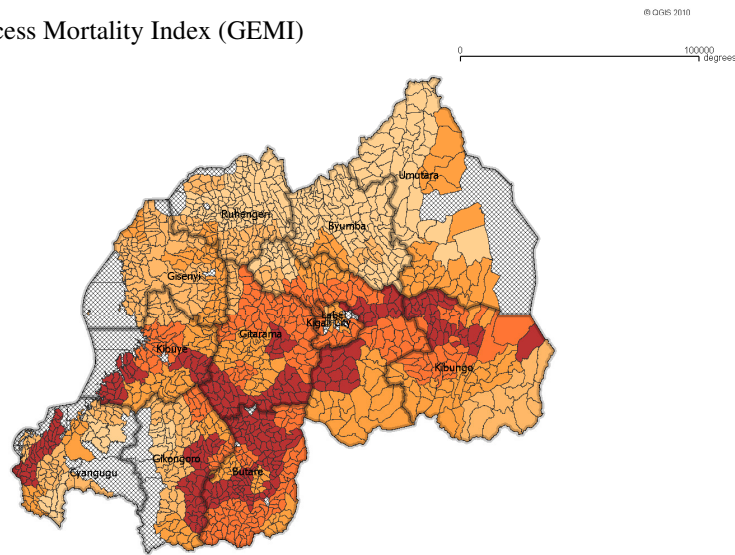 © QGIS 2010
cess Mortality Index (GEMI)
0 100000
degrees
Umutara
Ruhengeri
Byumba
Gisenyi
Kigali City
Gitarama
Kibuye
Kibungo
Gikongoro
Butare
Cyangugu